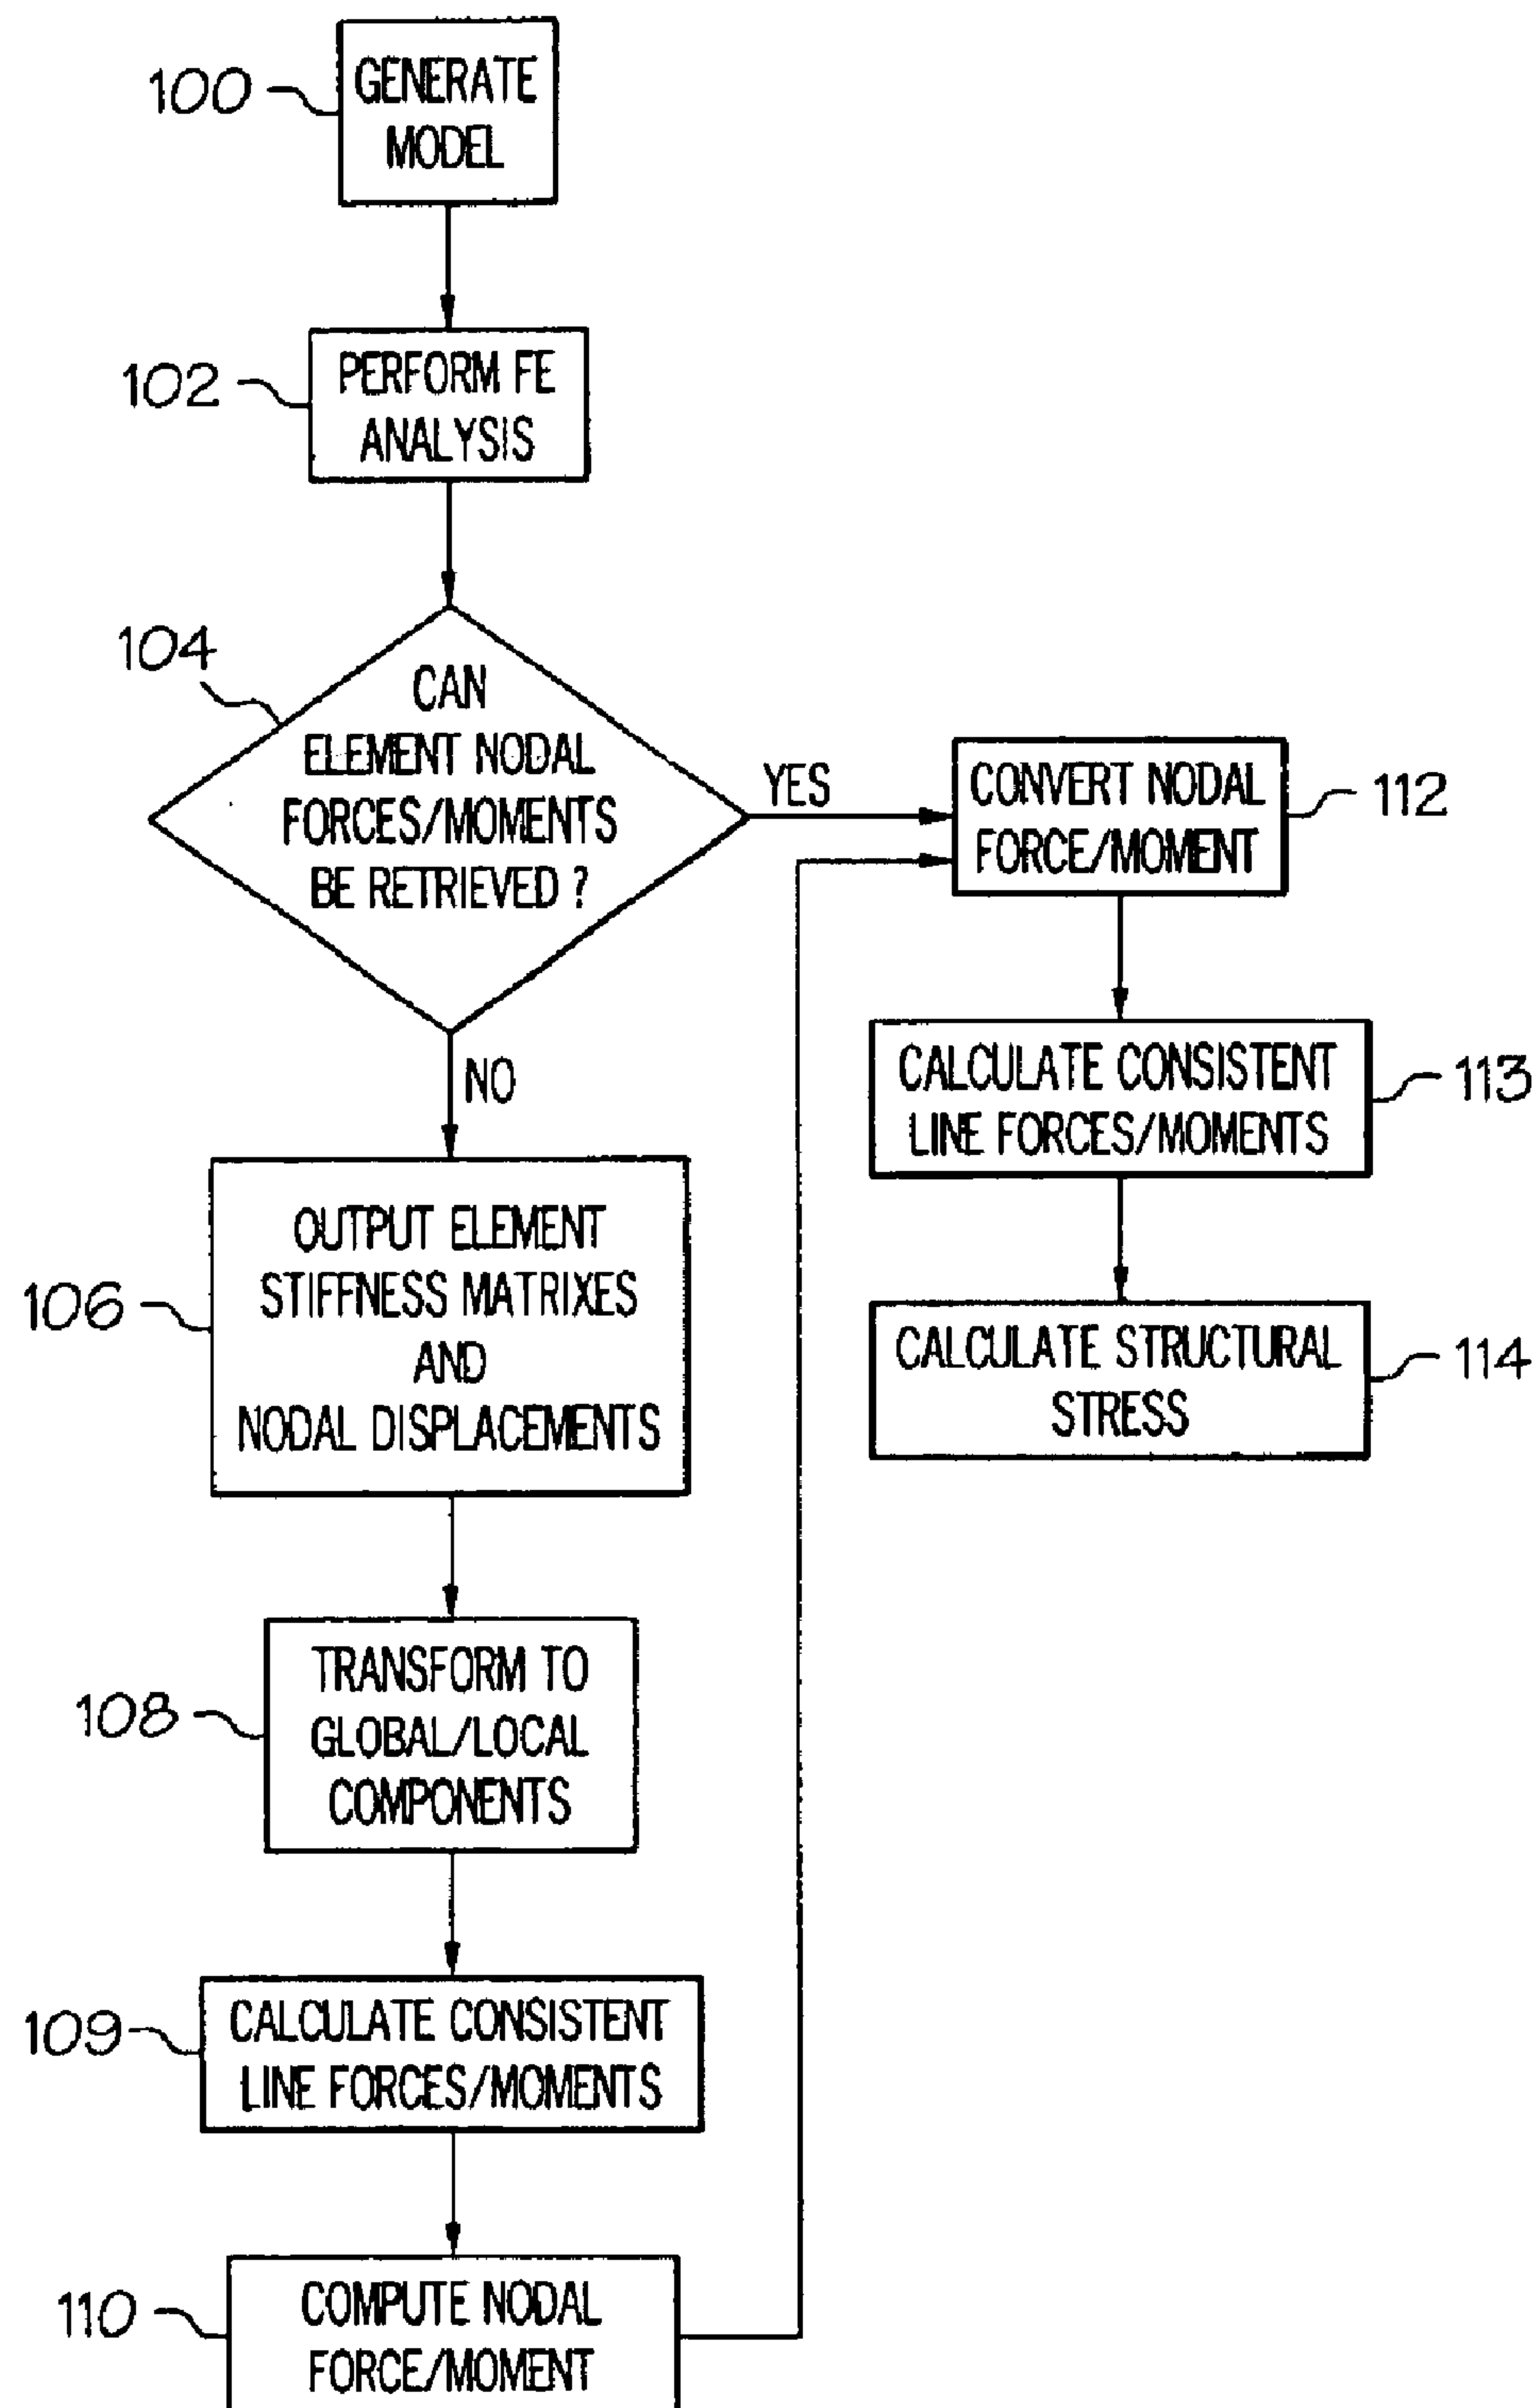 100
GENERATE
MODEL
102
PERFORM FE
ANALYSIS
104
CAN
ELEMENT NODAL
FORCES/MOMENTS
BE RETRIEVED ?
YES
NO
CONVERT NODAL
FORCE/MOMENT
112
CALCULATE CONSISTENT
LINE FORCES/MOMENTS
113
CALCULATE STRUCTURAL
STRESS
114
106
OUTPUT ELEMENT
STIFFNESS MATRIXES
AND
NODAL DISPLACEMENTS
108
TRANSFORM TO
GLOBAL/LOCAL
COMPONENTS
109
CALCULATE CONSISTENT
LINE FORCES/MOMENTS
110
COMPUTE NODAL
FORCE/MOMENT